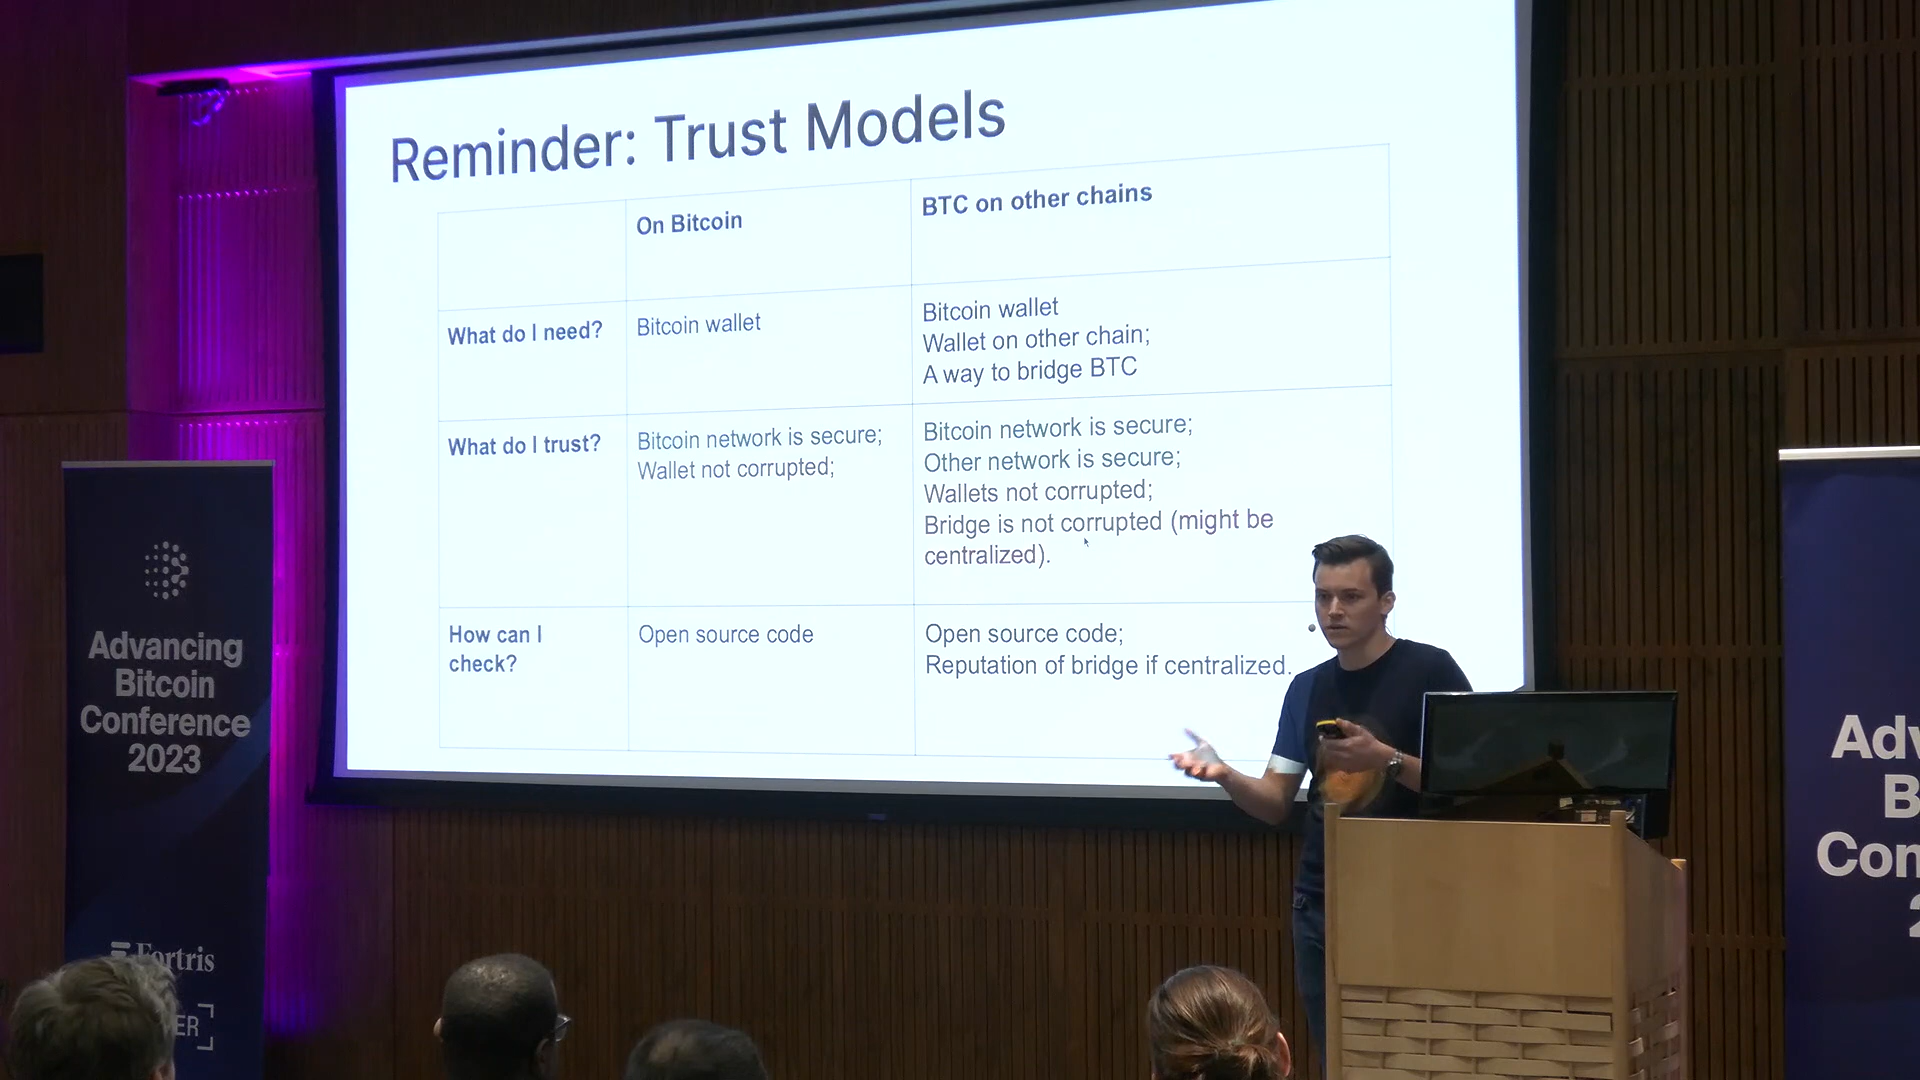 Reminder: Trust Models
On Bitcoin
BTC on other chains
What do I need?
Bitcoin wallet
Bitcoin wallet
Wallet on other chain;
A way to bridge BTC
What do I trust?
Bitcoin network is secure;
Wallet not corrupted;
Bitcoin network is secure;
Other network is secure;
Wallets not corrupted;
Bridge is not corrupted (might be
centralized).
How can I
check?
Open source code
Open source code;
Reputation of bridge if centralized.
Advancing
Bitcoin
Conference
2023
Fortris